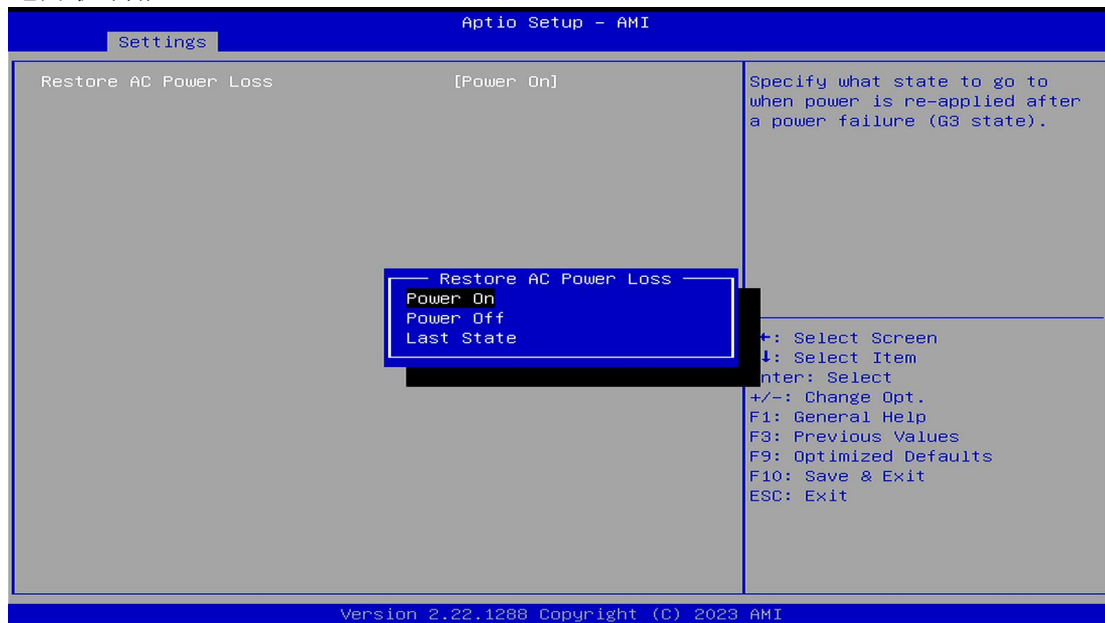 Aptio Setup – AMI
Settings
Restore AC Power Loss [Power On]
Specify what state to go to
when power is re-applied after
a power failure (G3 state).
Restore AC Power Loss
Power On
Power Off
Last State
←: Select Screen
↓: Select Item
nter: Select
+/-: Change Opt.
F1: General Help
F3: Previous Values
F9: Optimized Defaults
F10: Save & Exit
ESC: Exit
Version 2.22.1288 Copyright (C) 2023 AMI